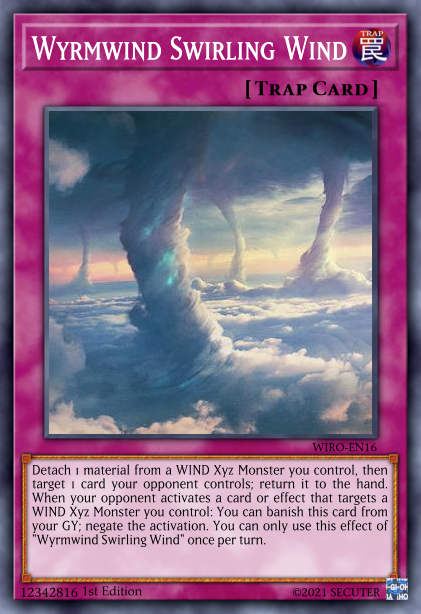 Wyrmwind Swirling Wind
TRAP
罠
[Trap Card]
WIRO-EN16
Detach 1 material from a WIND Xyz Monster you control, then
target 1 card your opponent controls; return it to the hand.
When your opponent activates a card or effect that targets a
WIND Xyz Monster you control: You can banish this card from
your GY; negate the activation. You can only use this effect of
"Wyrmwind Swirling Wind" once per turn.
12342816 1st Edition
©2021 SECUTER